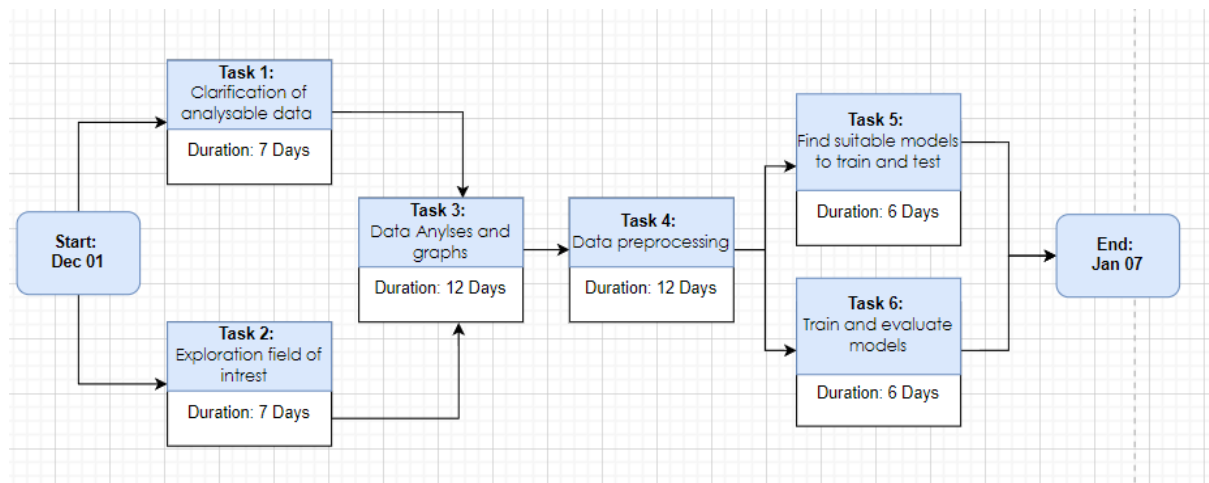 Start:
Dec 01
Task 1:
Clarification of
analysable data
Duration: 7 Days
Task 2:
Exploration field of
intrest
Duration: 7 Days
Task 3:
Data Anylses and
graphs
Duration: 12 Days
Task 4:
Data preprocessing
Duration: 12 Days
Task 5:
Find suitable models
to train and test
Duration: 6 Days
Task 6:
Train and evaluate
models
Duration: 6 Days
End:
Jan 07